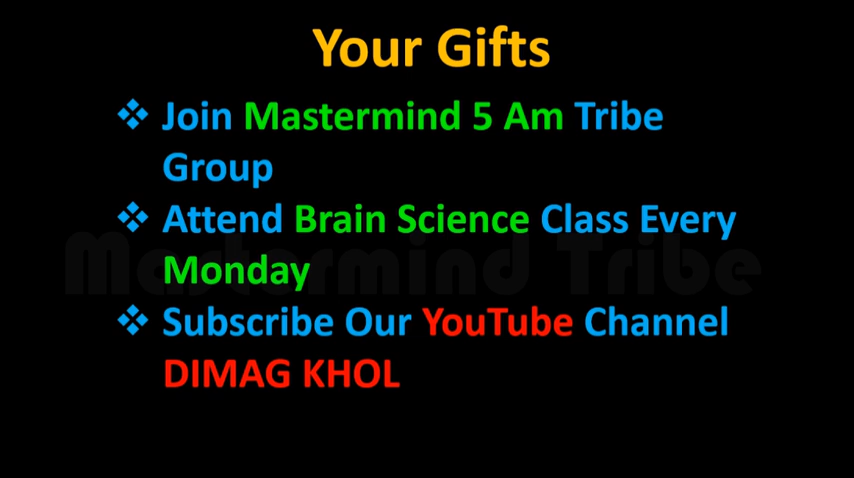 Your Gifts
❖ Join Mastermind 5 Am Tribe
Group
❖ Attend Brain Science Class Every
Monday
❖ Subscribe Our YouTube Channel
DIMAG KHOL
Mastermind Tribe